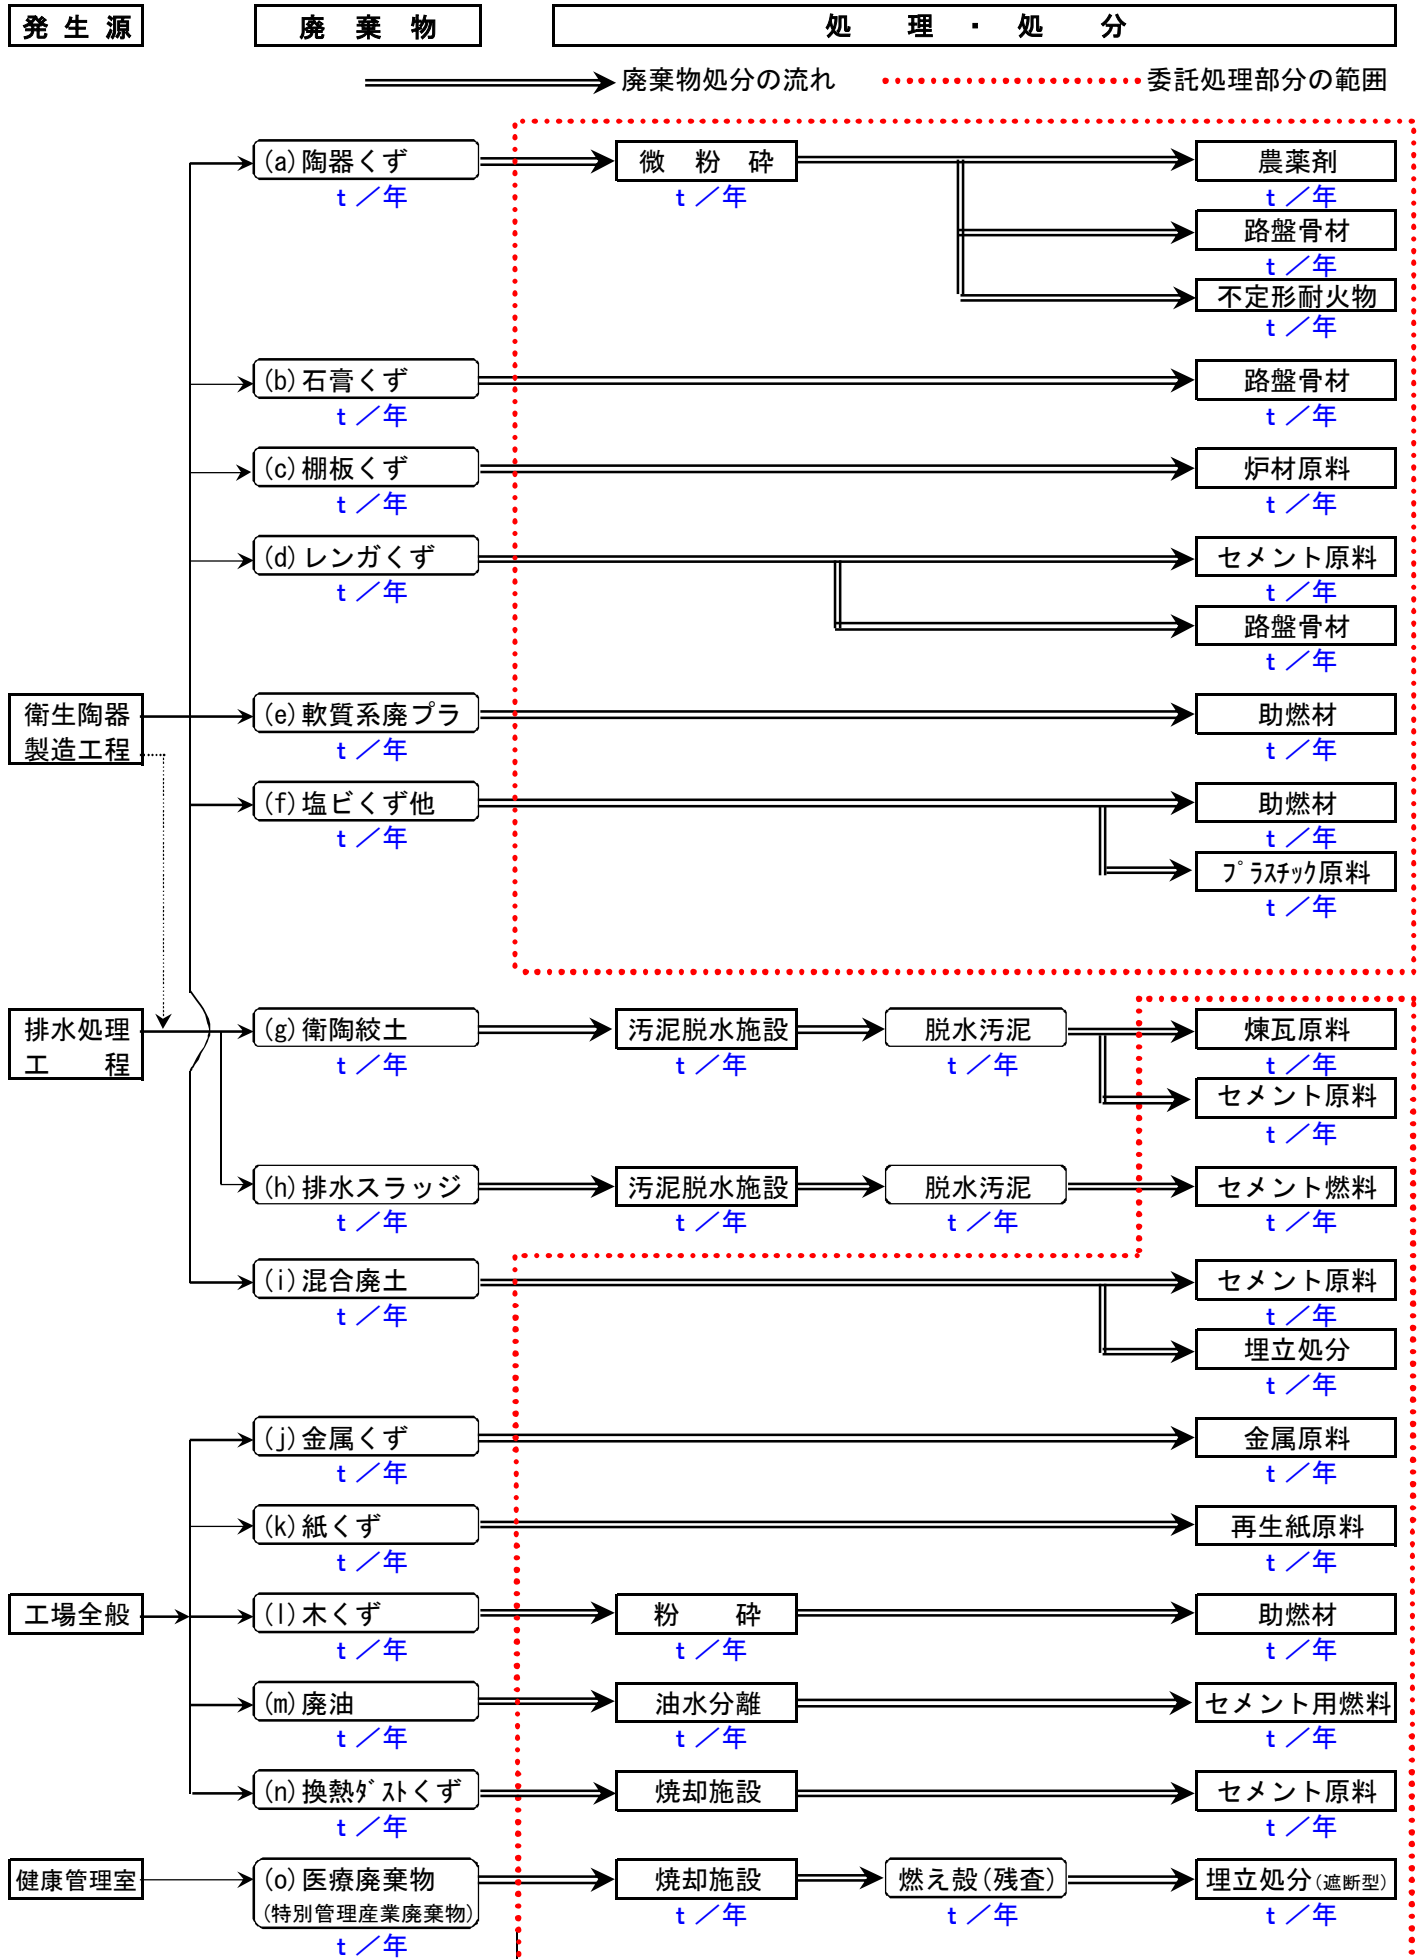 発 生 源
廃 棄 物
処 理 ・ 処 分
廃棄物処分の流れ
委託処理部分の範囲
(a)陶器くず
微 粉 砕
農薬剤
t ／年
t ／年
t ／年
路盤骨材
t ／年
不定形耐火物
t ／年
(b)石膏くず
路盤骨材
t ／年
t ／年
(c)棚板くず
炉材原料
t ／年
t ／年
(d)レンガくず
セメント原料
t ／年
t ／年
路盤骨材
t ／年
衛生陶器
製造工程
(e)軟質系廃プラ
助燃材
t ／年
t ／年
(f)塩ビくず他
助燃材
t ／年
t ／年
ﾌﾟﾗｽﾁｯｸ原料
t ／年
排水処理
工 程
(g)衛陶絞土
汚泥脱水施設
脱水汚泥
煉瓦原料
t ／年
t ／年
t ／年
t ／年
セメント原料
t ／年
(h)排水スラッジ
汚泥脱水施設
脱水汚泥
セメント燃料
t ／年
t ／年
t ／年
t ／年
(i)混合廃土
セメント原料
t ／年
t ／年
埋立処分
t ／年
(j)金属くず
金属原料
t ／年
t ／年
(k)紙くず
再生紙原料
t ／年
t ／年
工場全般
(l)木くず
粉 砕
助燃材
t ／年
t ／年
t ／年
(m)廃油
油水分離
セメント用燃料
t ／年
t ／年
t ／年
(n)換熱ﾀﾞｽﾄくず
焼却施設
セメント原料
t ／年
t ／年
健康管理室
(o)医療廃棄物
(特別管理産業廃棄物)
焼却施設
燃え殻(残査)
埋立処分(遮断型)
t ／年
t ／年
t ／年
t ／年